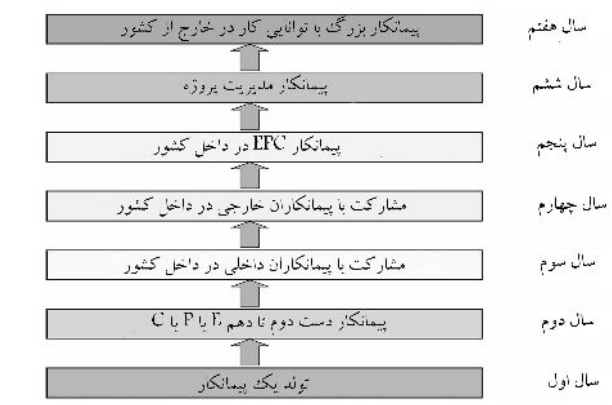 پیمانکار بزرگ با توانایی کار در خارج از کشور سال هفتم
پیمانکار مدیریت پروژه سال ششم
پیمانکار EPC در داخل کشور سال پنجم
مشارکت با پیمانکاران خارجی در داخل کشور سال چهارم
مشارکت با پیمانکاران داخلی در داخل کشور سال سوم
پیمانکار دست دوم تا دهم E یا P یا C سال دوم
تولد یک پیمانکار سال اول